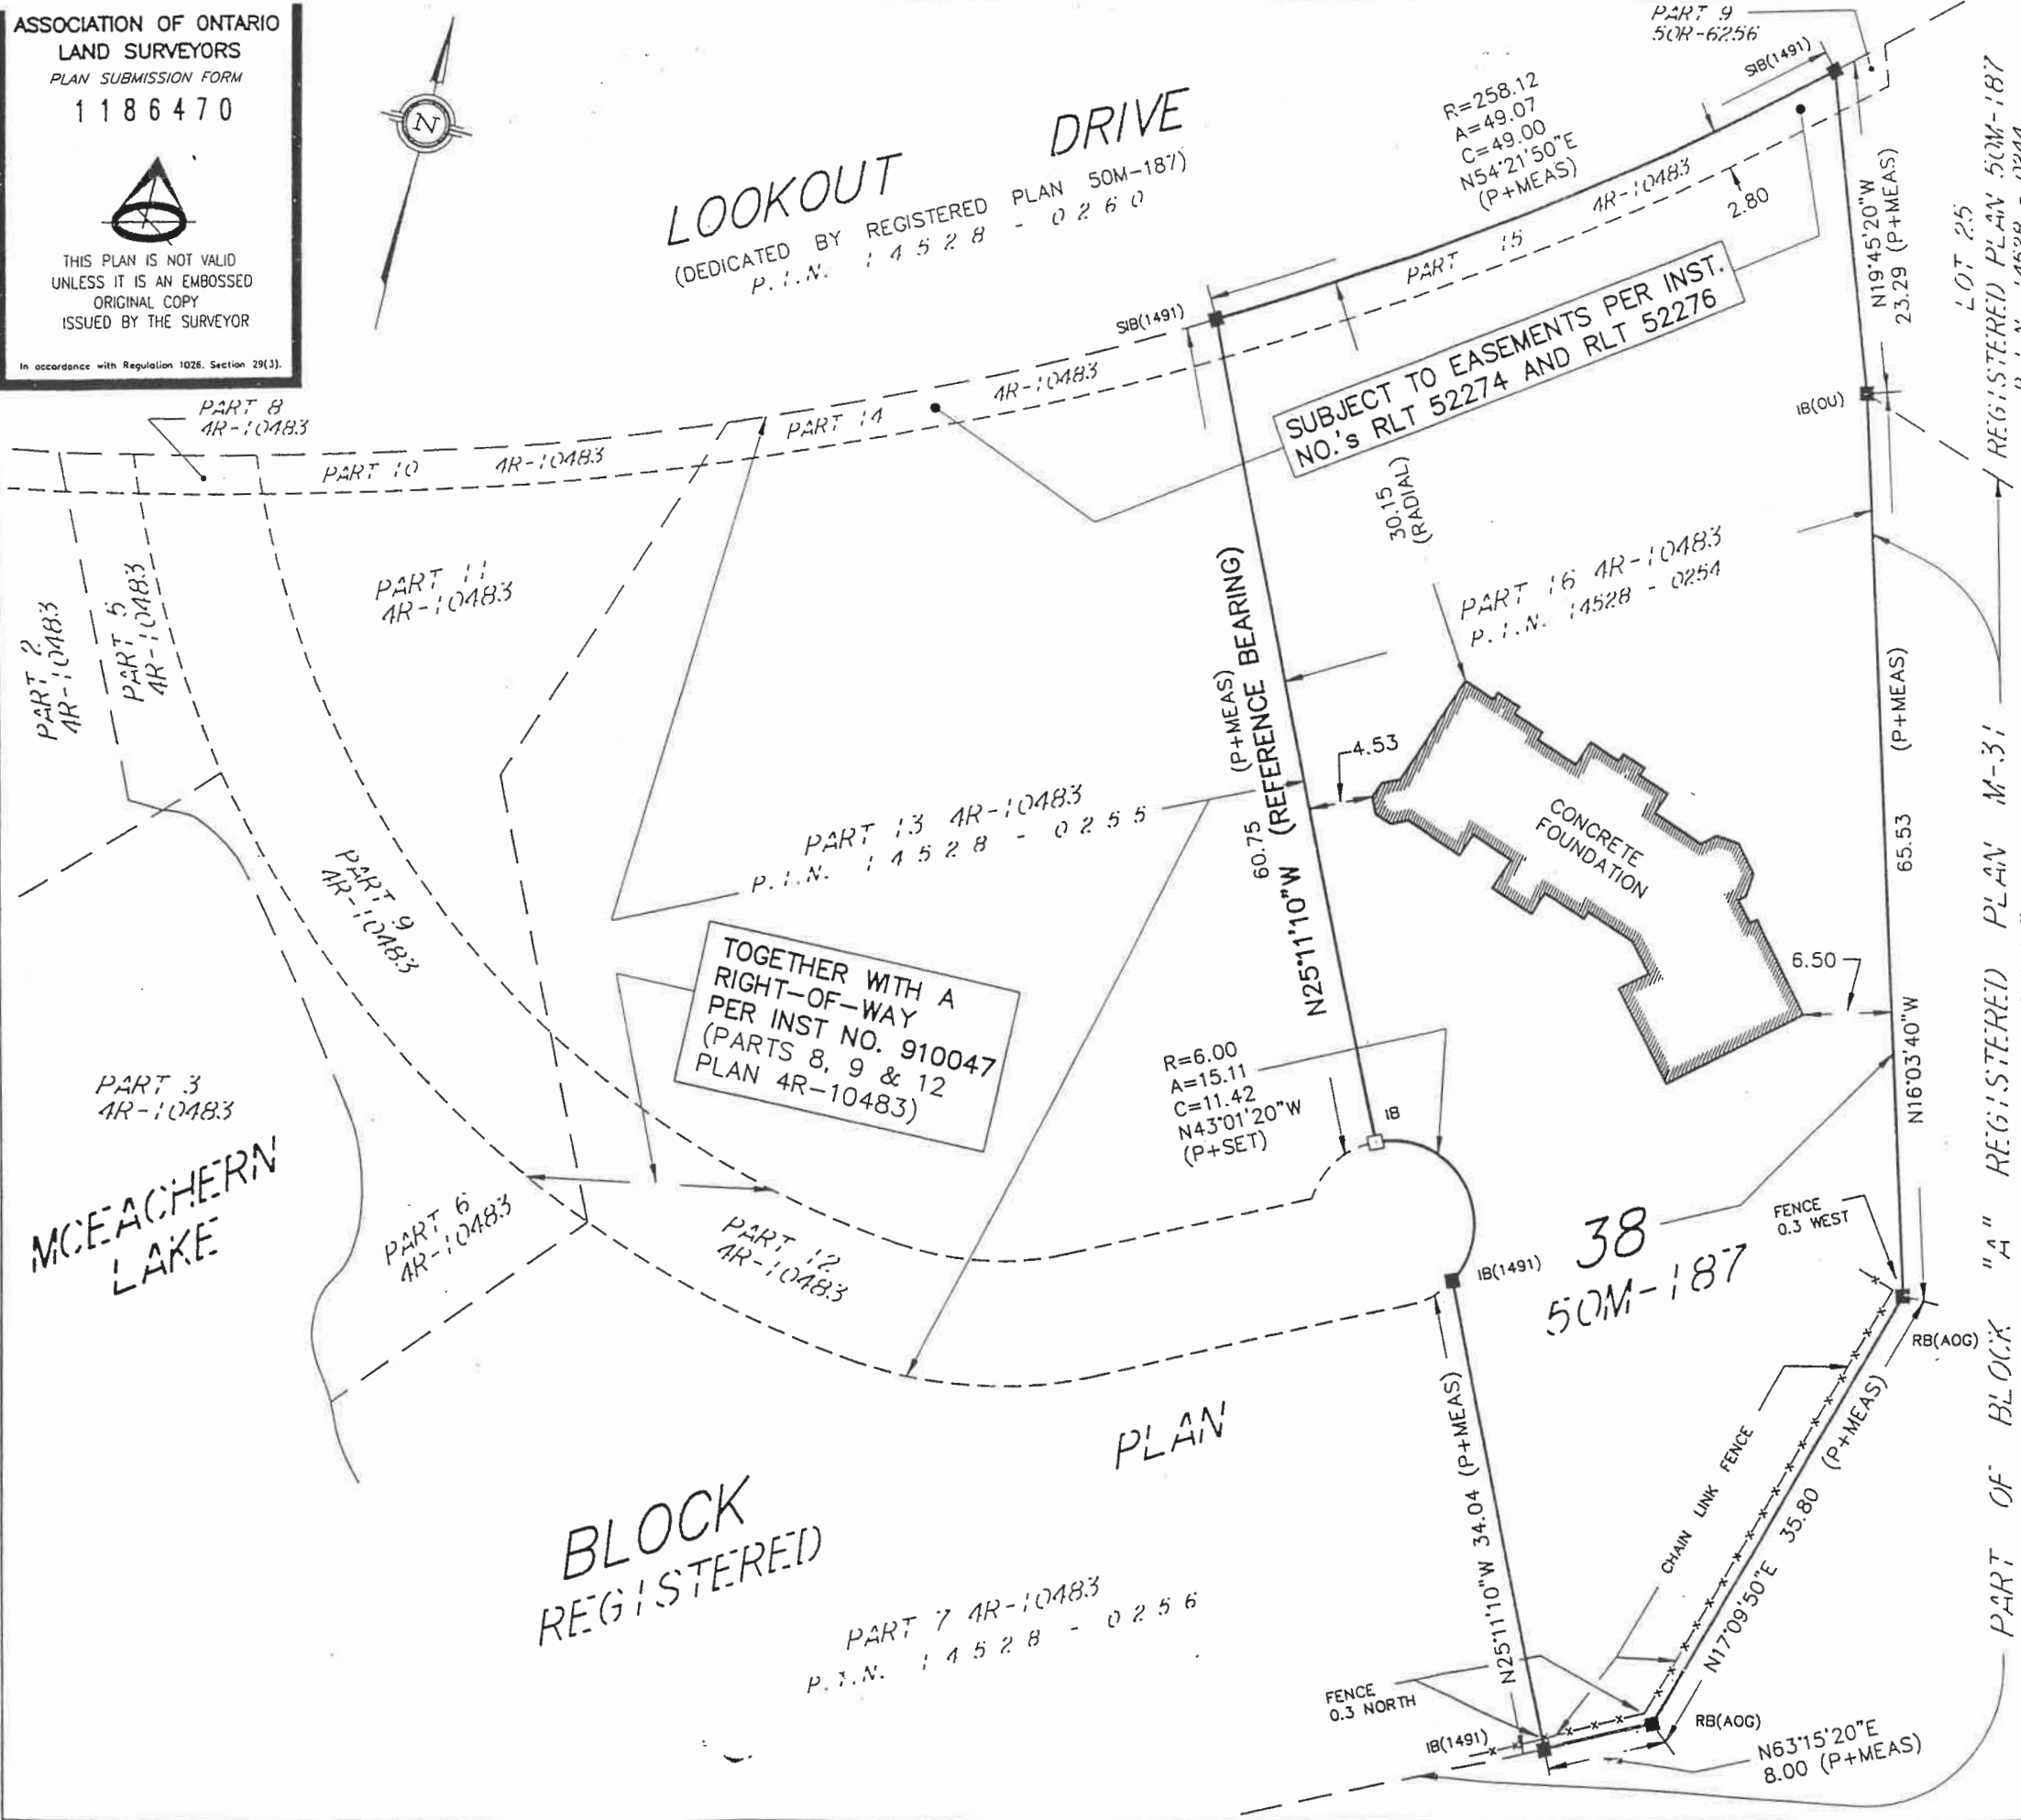 ASSOCIATION OF ONTARIO
LAND SURVEYORS
PLAN SUBMISSION FORM
1186470
THIS PLAN IS NOT VALID
UNLESS IT IS AN EMBOSSED
ORIGINAL COPY
ISSUED BY THE SURVEYOR
In accordance with Regulation 1026, Section 29(3).
N
LOOKOUT DRIVE
(DEDICATED BY REGISTERED PLAN 50M-187)
P.I.N. 14528 - 0260
PART 9
50R-6256
SIB(1491)
R=258.12
A=49.07
C=49.00
N54°21'50"E
(P+MEAS)
4R-10483
PART 15
2.80
N19°45'20"W
23.29 (P+MEAS)
LOT 25
REGISTERED PLAN 50M-187
SIB(1491)
IB(OU)
SUBJECT TO EASEMENTS PER INST.
NO.'s RLT 52274 AND RLT 52276
PART 8
4R-10483
PART 10 4R-10483
PART 14 4R-10483
PART 2
4R-10483
PART 5
4R-10483
PART 11
4R-10483
30.15
(RADIAL)
PART 16 4R-10483
P.I.N. 14528 - 0254
60.75 (P+MEAS)
N25°11'10"W (REFERENCE BEARING)
4.53
CONCRETE
FOUNDATION
65.53 (P+MEAS)
N16°03'40"W
6.50
PART 13 4R-10483
P.I.N. 14528 - 0255
PART 9
4R-10483
TOGETHER WITH A
RIGHT-OF-WAY
PER INST NO. 910047
(PARTS 8, 9 & 12
PLAN 4R-10483)
R=6.00
A=15.11
C=11.42
N43°01'20"W
(P+SET)
IB
PART 3
4R-10483
MCEACHERN
LAKE
PART 6
4R-10483
PART 12
4R-10483
IB(1491)
38
50M-187
FENCE
0.3 WEST
RB(AOG)
PART OF BLOCK "A" REGISTERED PLAN M-31
BLOCK
REGISTERED PLAN
N25°11'10"W 34.04 (P+MEAS)
CHAIN LINK FENCE
N17°09'50"E 35.80 (P+MEAS)
PART 7 4R-10483
P.I.N. 14528 - 0256
FENCE
0.3 NORTH
IB(1491)
RB(AOG)
N63°15'20"E
8.00 (P+MEAS)